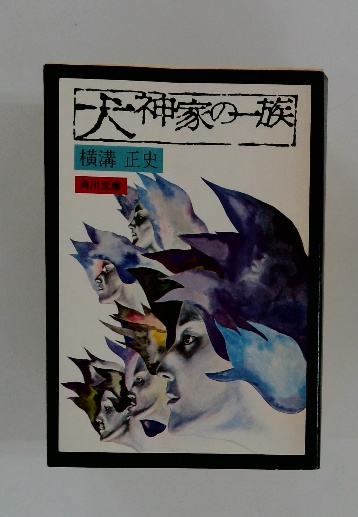 犬神家の一族
横溝 正史
角川文庫